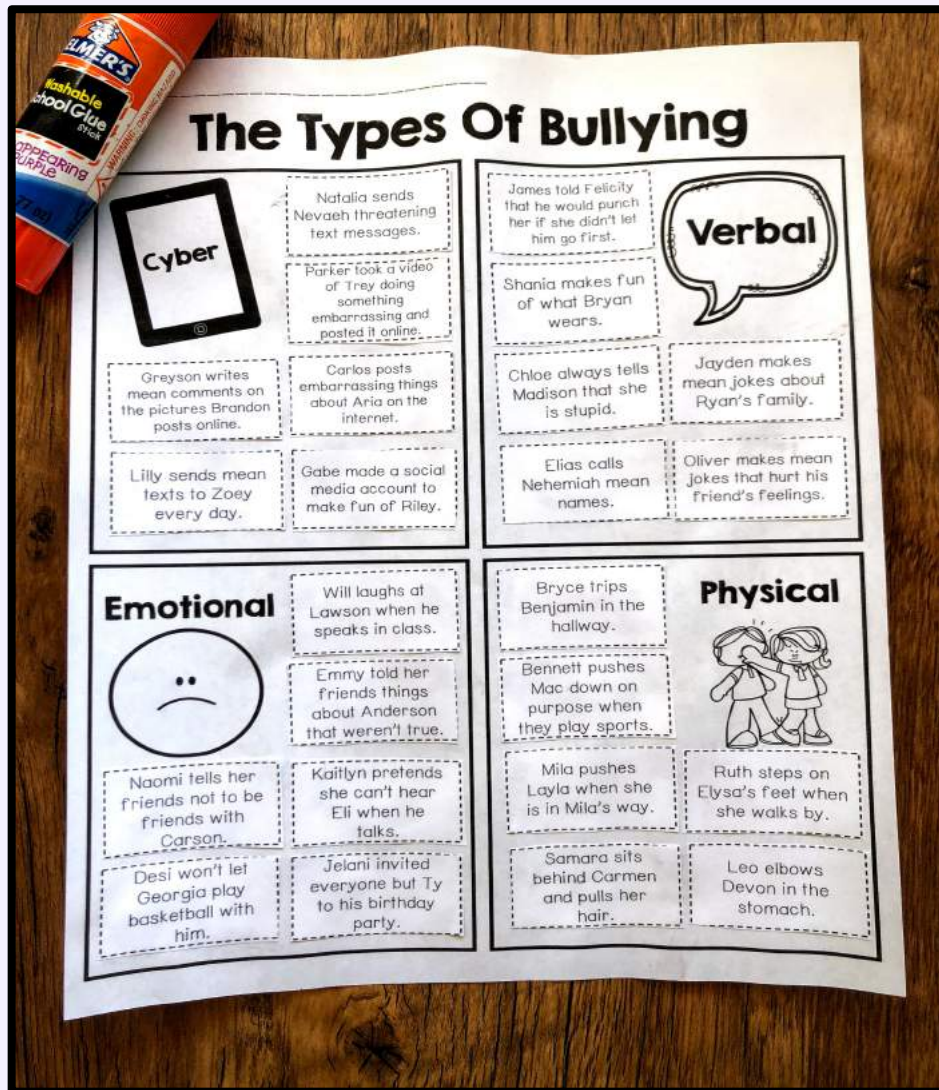 ELMER'S
Washable
School Glue
Stick
DISAPPEARING
PURPLE
WARNING:
The Types Of Bullying
Cyber
Natalia sends
Nevaeh threatening
text messages.
Parker took a video
of Trey doing
something
embarrassing and
posted it online.
Greyson writes
mean comments on
the pictures Brandon
posts online.
Carlos posts
embarrassing things
about Aria on the
internet.
Lilly sends mean
texts to Zoey
every day.
Gabe made a social
media account to
make fun of Riley.
Verbal
James told Felicity
that he would punch
her if she didn't let
him go first.
Shania makes fun
of what Bryan
wears.
Chloe always tells
Madison that she
is stupid.
Jayden makes
mean jokes about
Ryan's family.
Elias calls
Nehemiah mean
names.
Oliver makes mean
jokes that hurt his
friend's feelings.
Emotional
Will laughs at
Lawson when he
speaks in class.
Emmy told her
friends things
about Anderson
that weren't true.
Naomi tells her
friends not to be
friends with
Carson.
Kaitlyn pretends
she can't hear
Eli when he
talks.
Desi won't let
Georgia play
basketball with
him.
Jelani invited
everyone but Ty
to his birthday
party.
Physical
Bryce trips
Benjamin in the
hallway.
Bennett pushes
Mac down on
purpose when
they play sports.
Mila pushes
Layla when she
is in Mila's way.
Ruth steps on
Elysa's feet when
she walks by.
Samara sits
behind Carmen
and pulls her
hair.
Leo elbows
Devon in the
stomach.